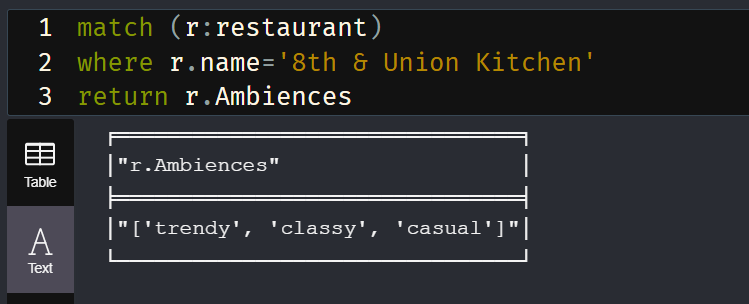 1 match (r:restaurant)
2 where r.name='8th & Union Kitchen'
3 return r.Ambiences
"r.Ambiences"
Table
"['trendy', 'classy', 'casual']"
A
Text